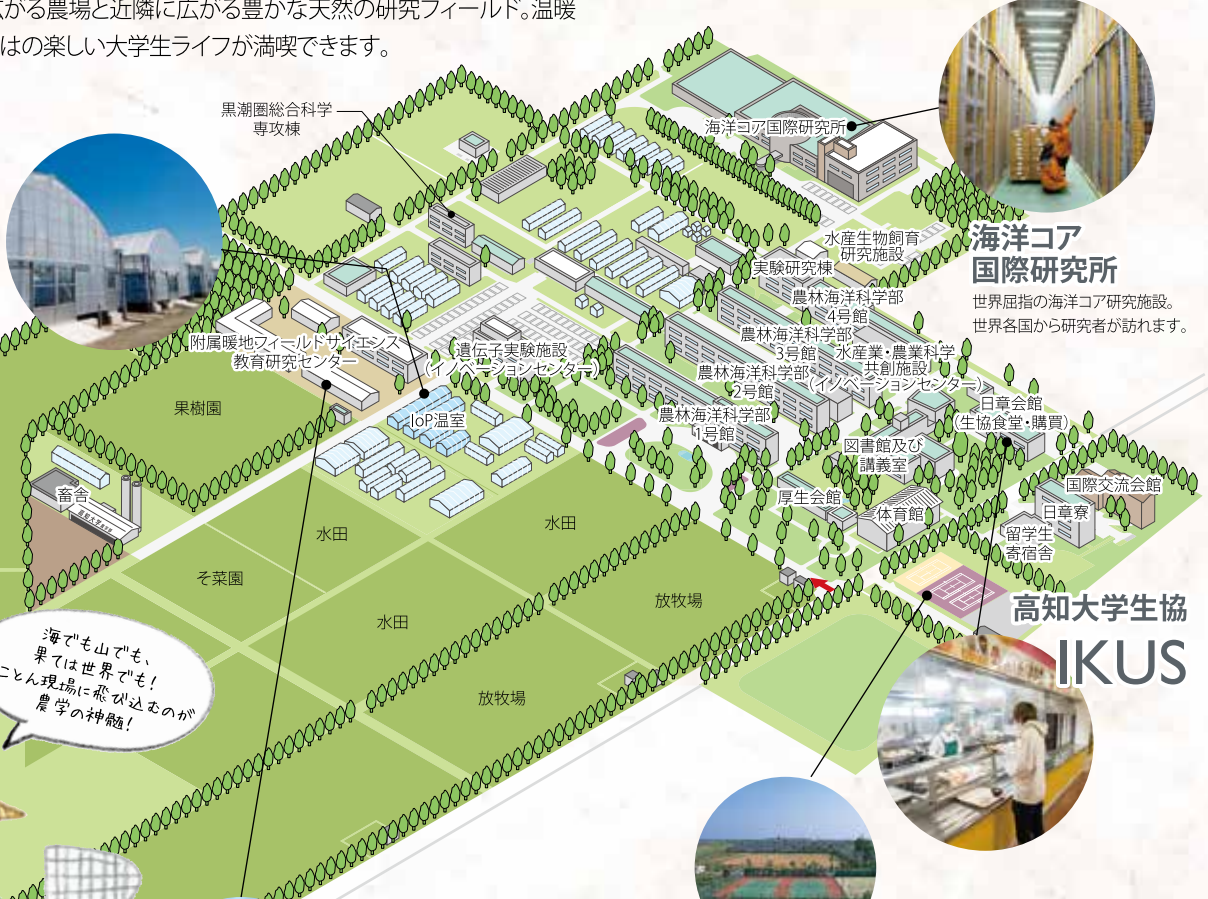 がる農場と近隣に広がる豊かな天然の研究フィールド。温暖
はの楽しい大学生ライフが満喫できます。
黒潮圏総合科学
専攻棟
海洋コア国際研究所
海洋コア
国際研究所
世界屈指の海洋コア研究施設。
世界各国から研究者が訪れます。
水産生物飼育
研究施設
実験研究棟
農林海洋科学部
4号館
農林海洋科学部
3号館
水産業・農業科学
共創施設
(イノベーションセンター)
農林海洋科学部
2号館
農林海洋科学部
1号館
附属暖地フィールドサイエンス
教育研究センター
遺伝子実験施設
(イノベーションセンター)
果樹園
IoP温室
日章会館
(生協食堂・購買)
図書館及び
講義室
国際交流会館
厚生会館
体育館
日章寮
留学生
寄宿舎
畜舎
水田
水田
そ菜園
水田
放牧場
放牧場
高知大学生協
IKUS
海でも山でも、
果ては世界でも!
ことん現場に飛び込むのが
農学の神髄!